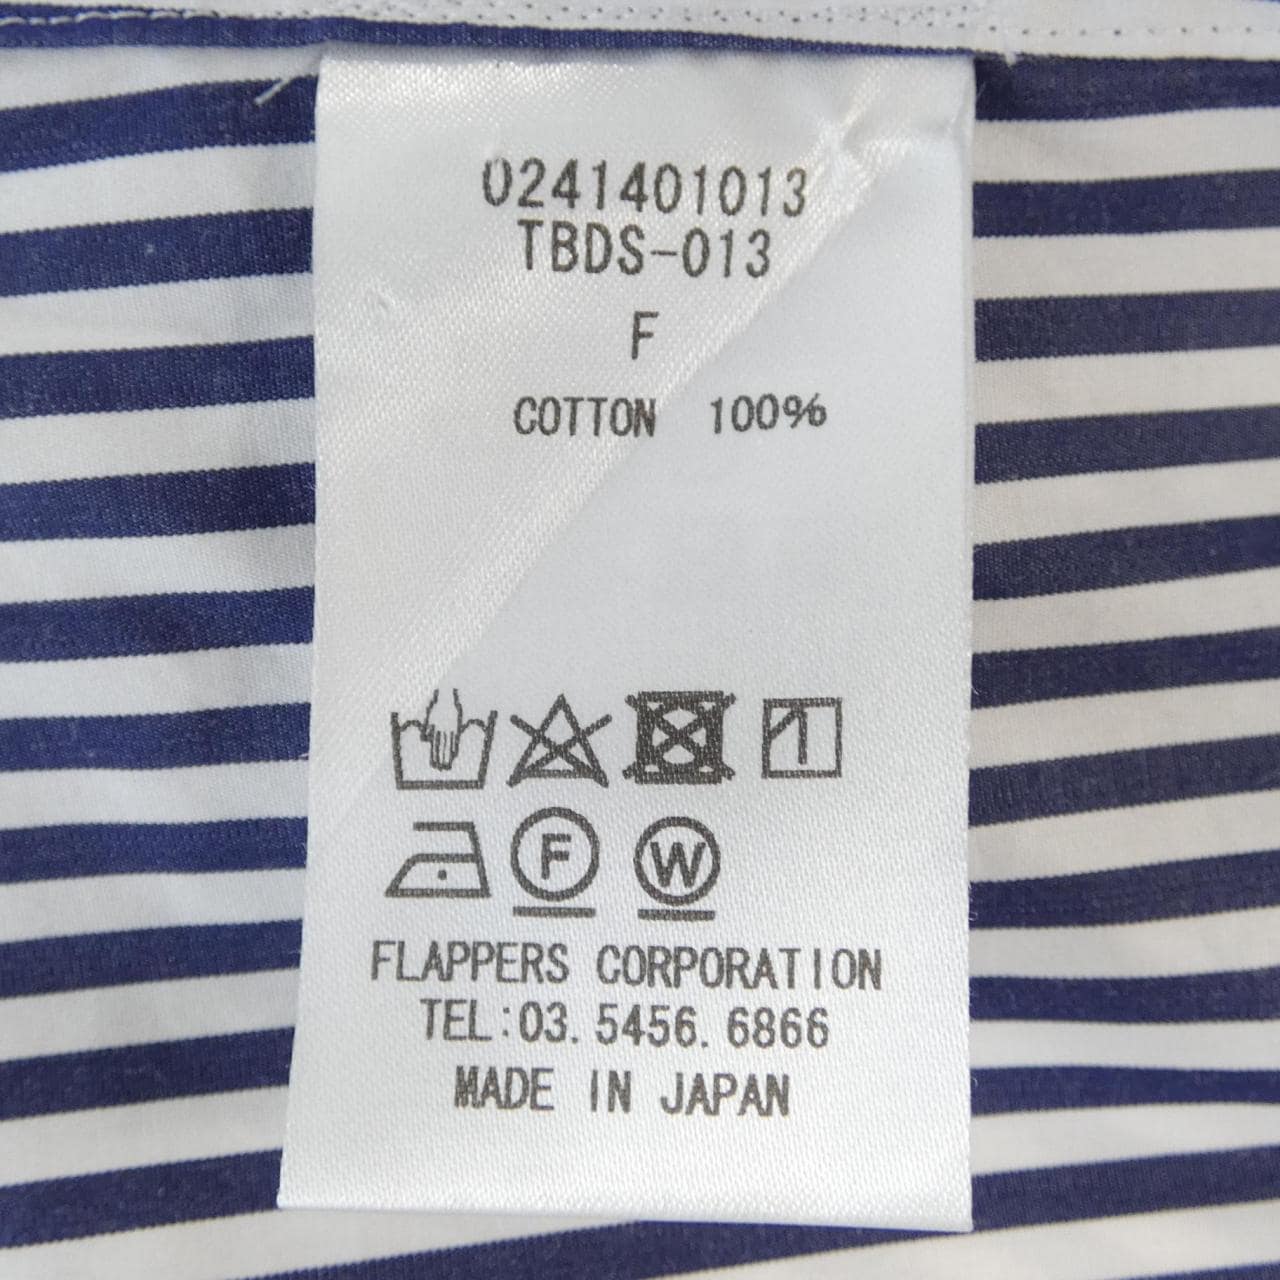 0241401013
TBDS-013
F
COTTON 100%
F W
FLAPPERS CORPORATION
TEL:03.5456.6866
MADE IN JAPAN